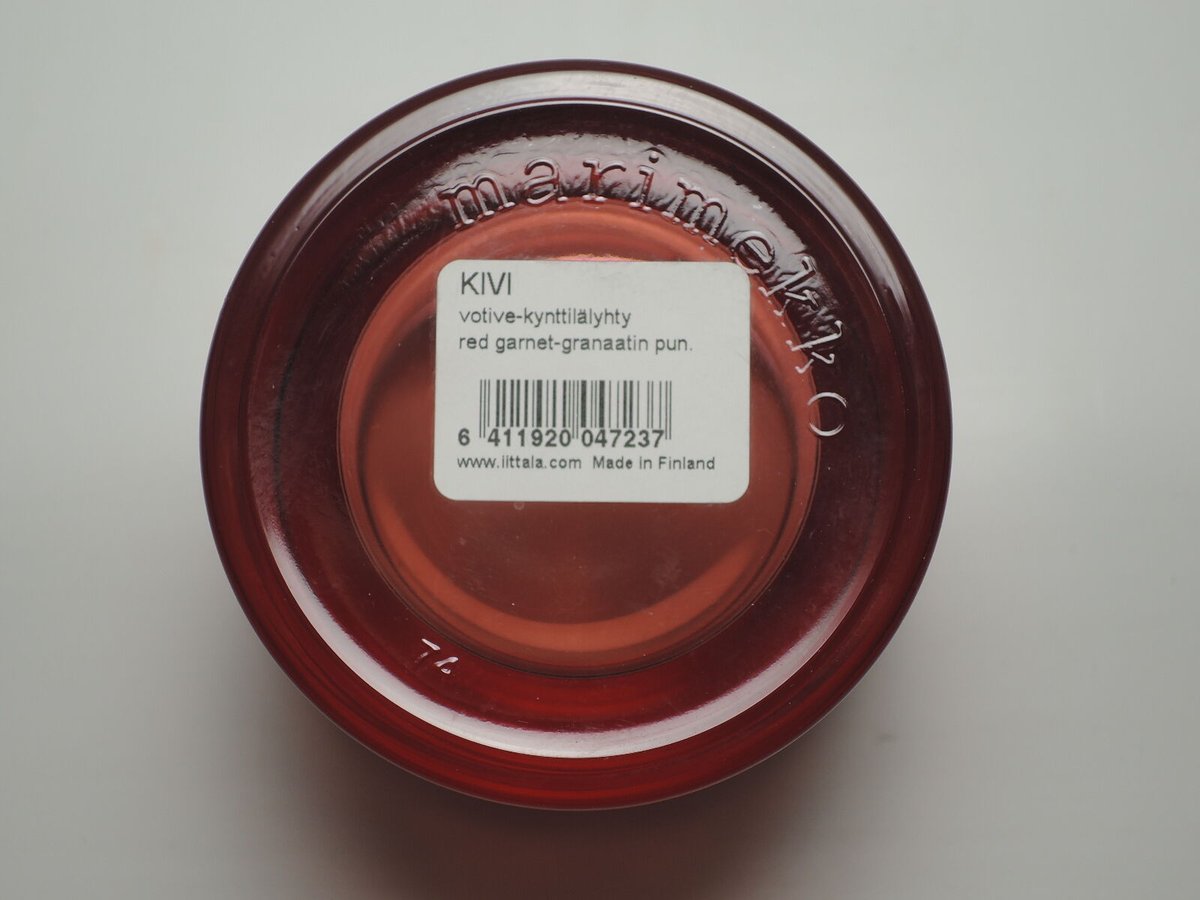 marimekko
KIVI
votive-kynttilälyhty
red garnet-granaatin pun.
6 411920 047237
www.iittala.com Made in Finland